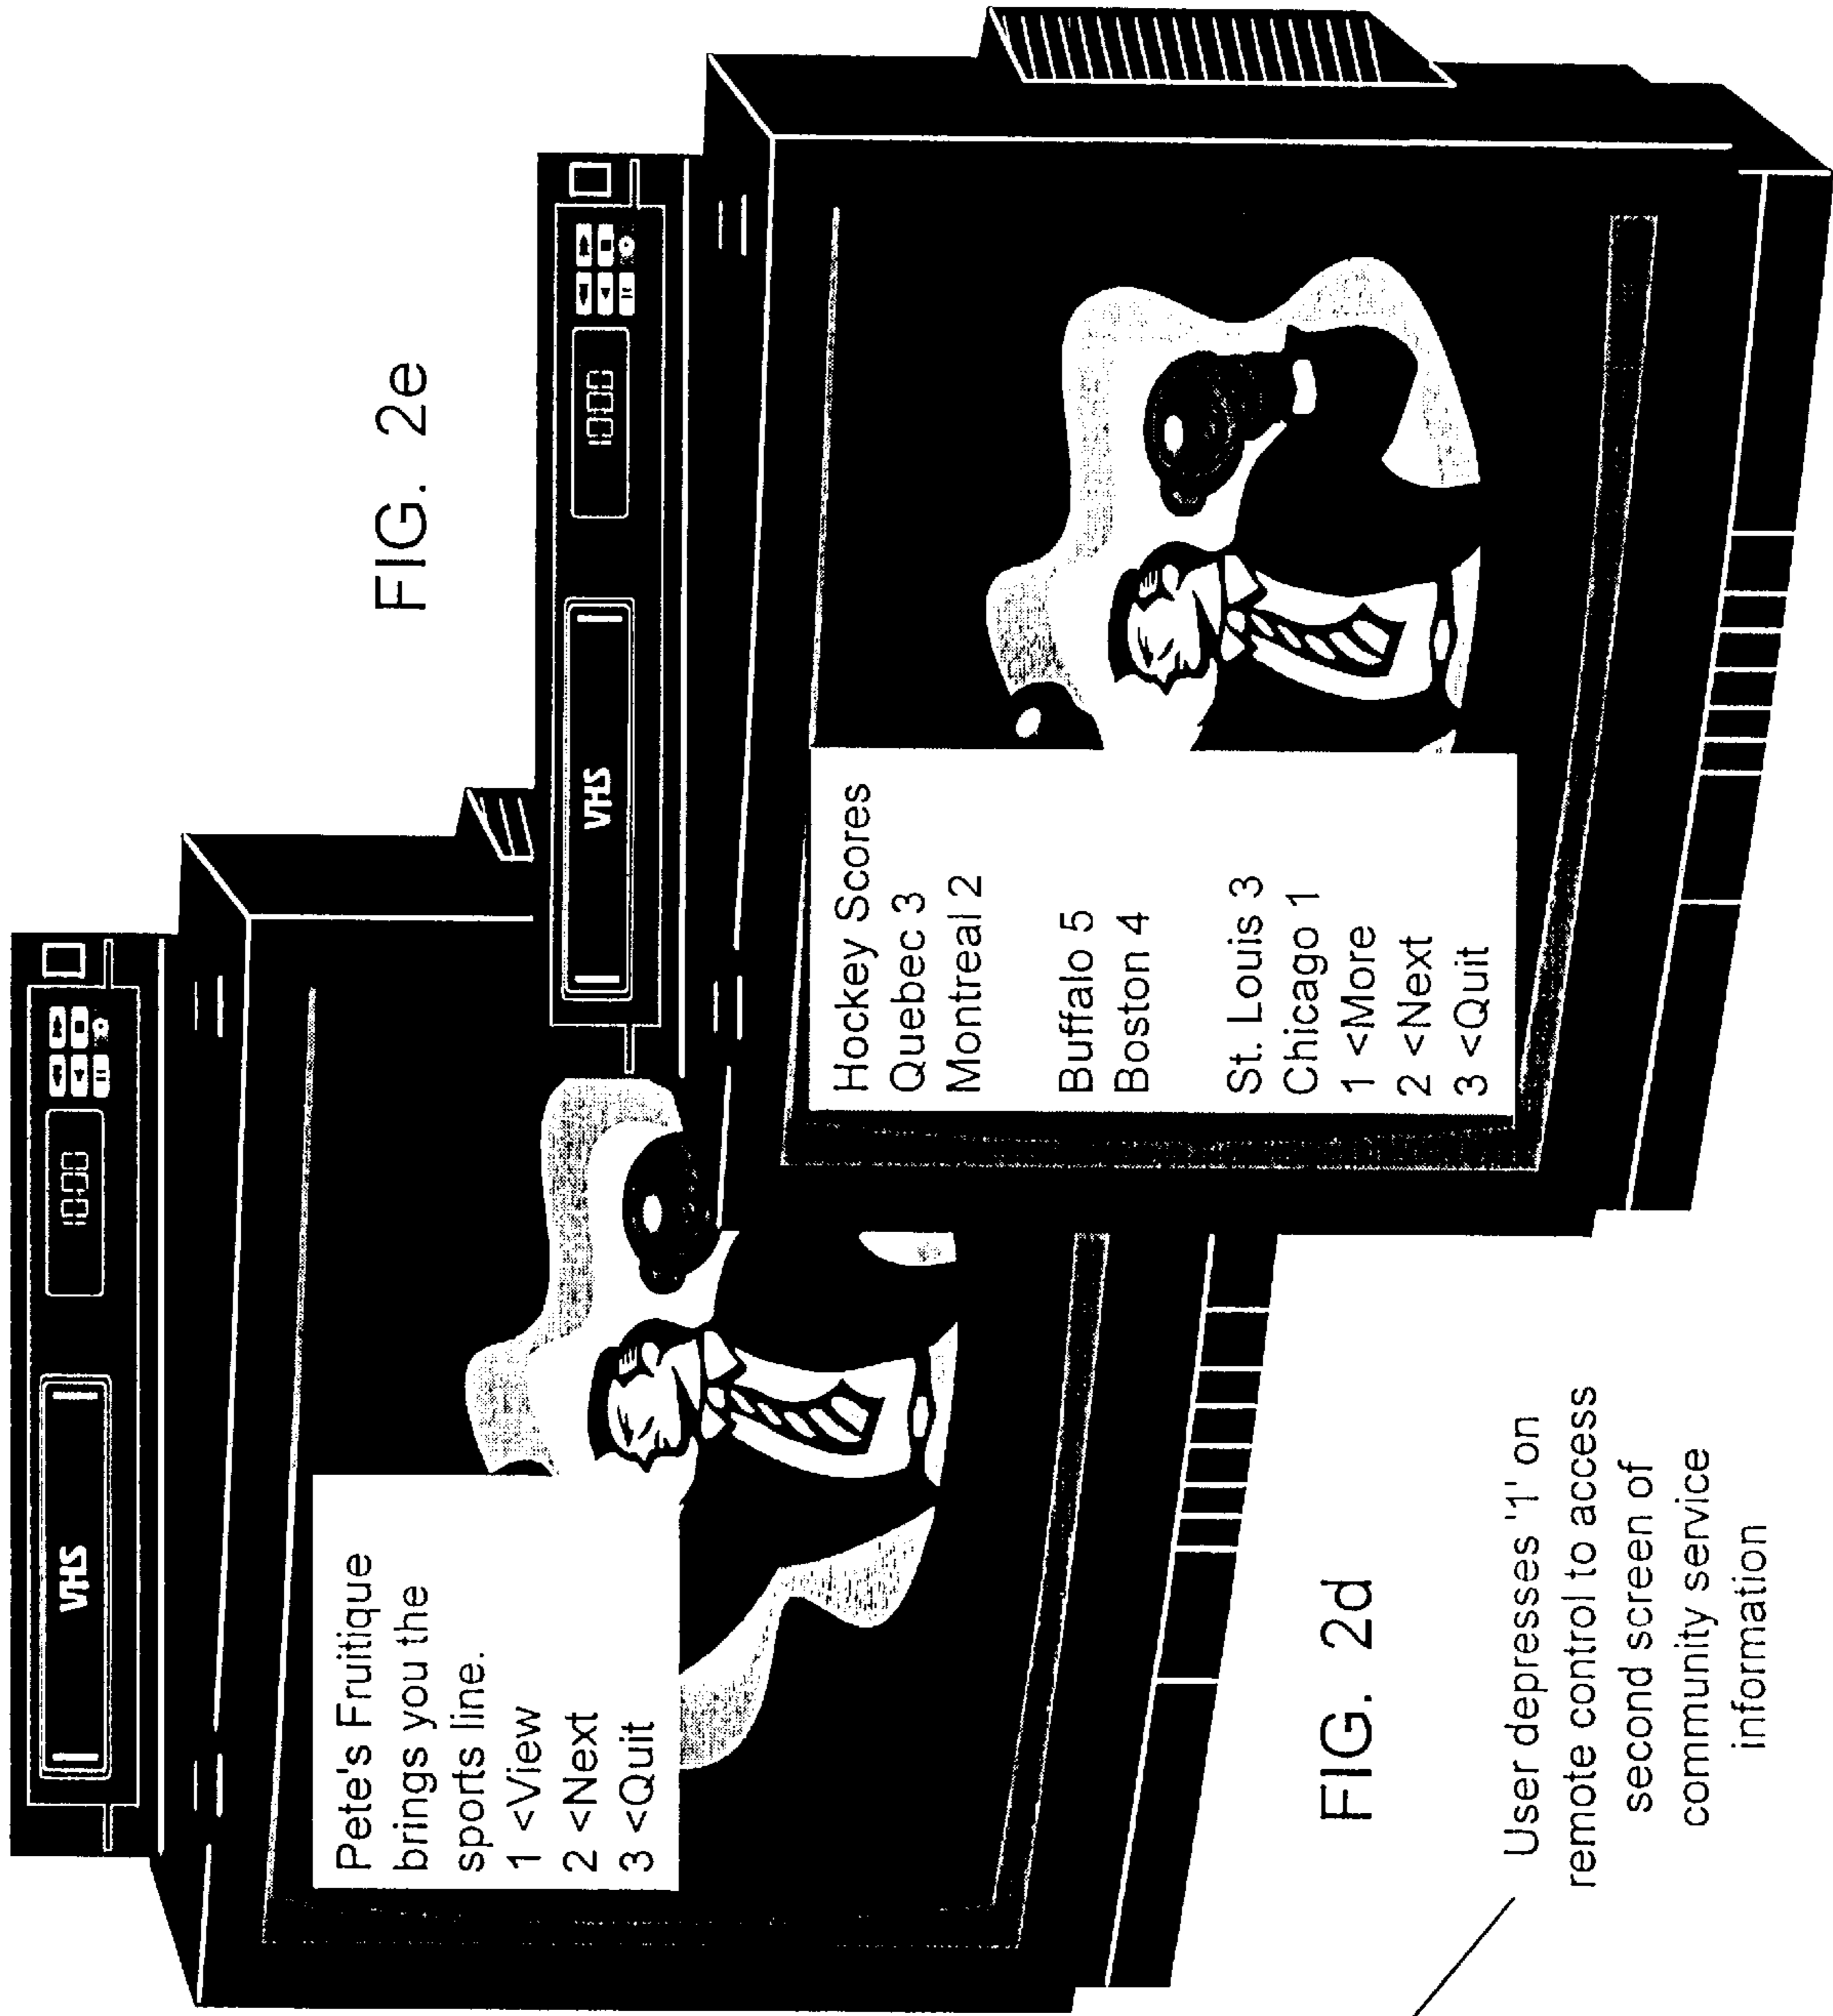 VHS
10:00
Pete's Fruitique
brings you the
sports line.
1 <View
2 <Next
3 <Quit
FIG. 2d
User depresses '1' on
remote control to access
second screen of
community service
information
FIG. 2e
VHS
Hockey Scores
Quebec 3
Montreal 2
Buffalo 5
Boston 4
St. Louis 3
Chicago 1
1 <More
2 <Next
3 <Quit